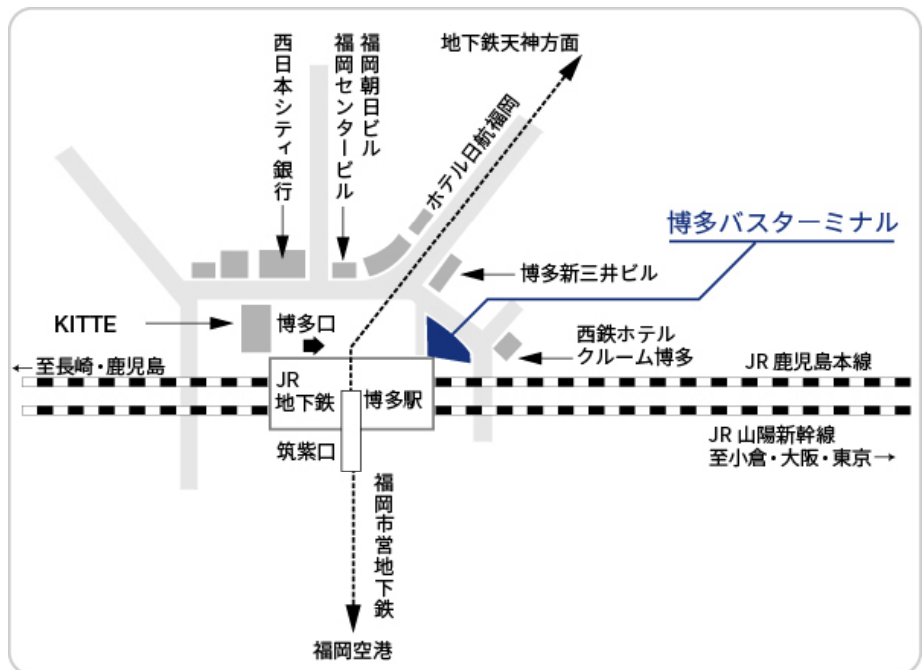 地下鉄天神方面
西日本シティ銀行
福岡朝日ビル
福岡センタービル
ホテル日航福岡
博多バスターミナル
博多新三井ビル
KITTE
博多口
西鉄ホテル
クルーム博多
←至長崎・鹿児島
JR 鹿児島本線
JR
地下鉄
博多駅
筑紫口
JR 山陽新幹線
至小倉・大阪・東京→
福岡市営地下鉄
福岡空港